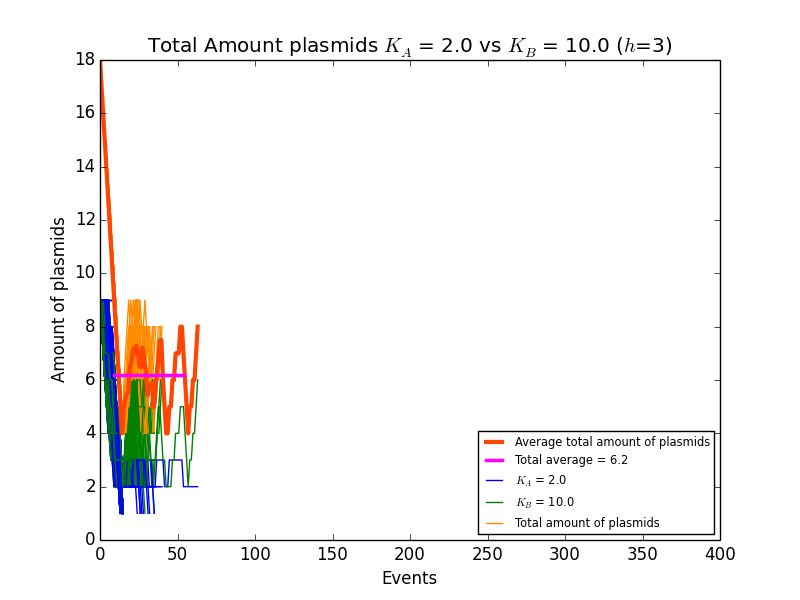 Total Amount plasmids K_A = 2.0 vs K_B = 10.0 (h=3)
18
16
14
12
10
8
6
4
2
0
Amount of plasmids
Average total amount of plasmids
Total average = 6.2
K_A = 2.0
K_B = 10.0
Total amount of plasmids
0 50 100 150 200 250 300 350 400
Events